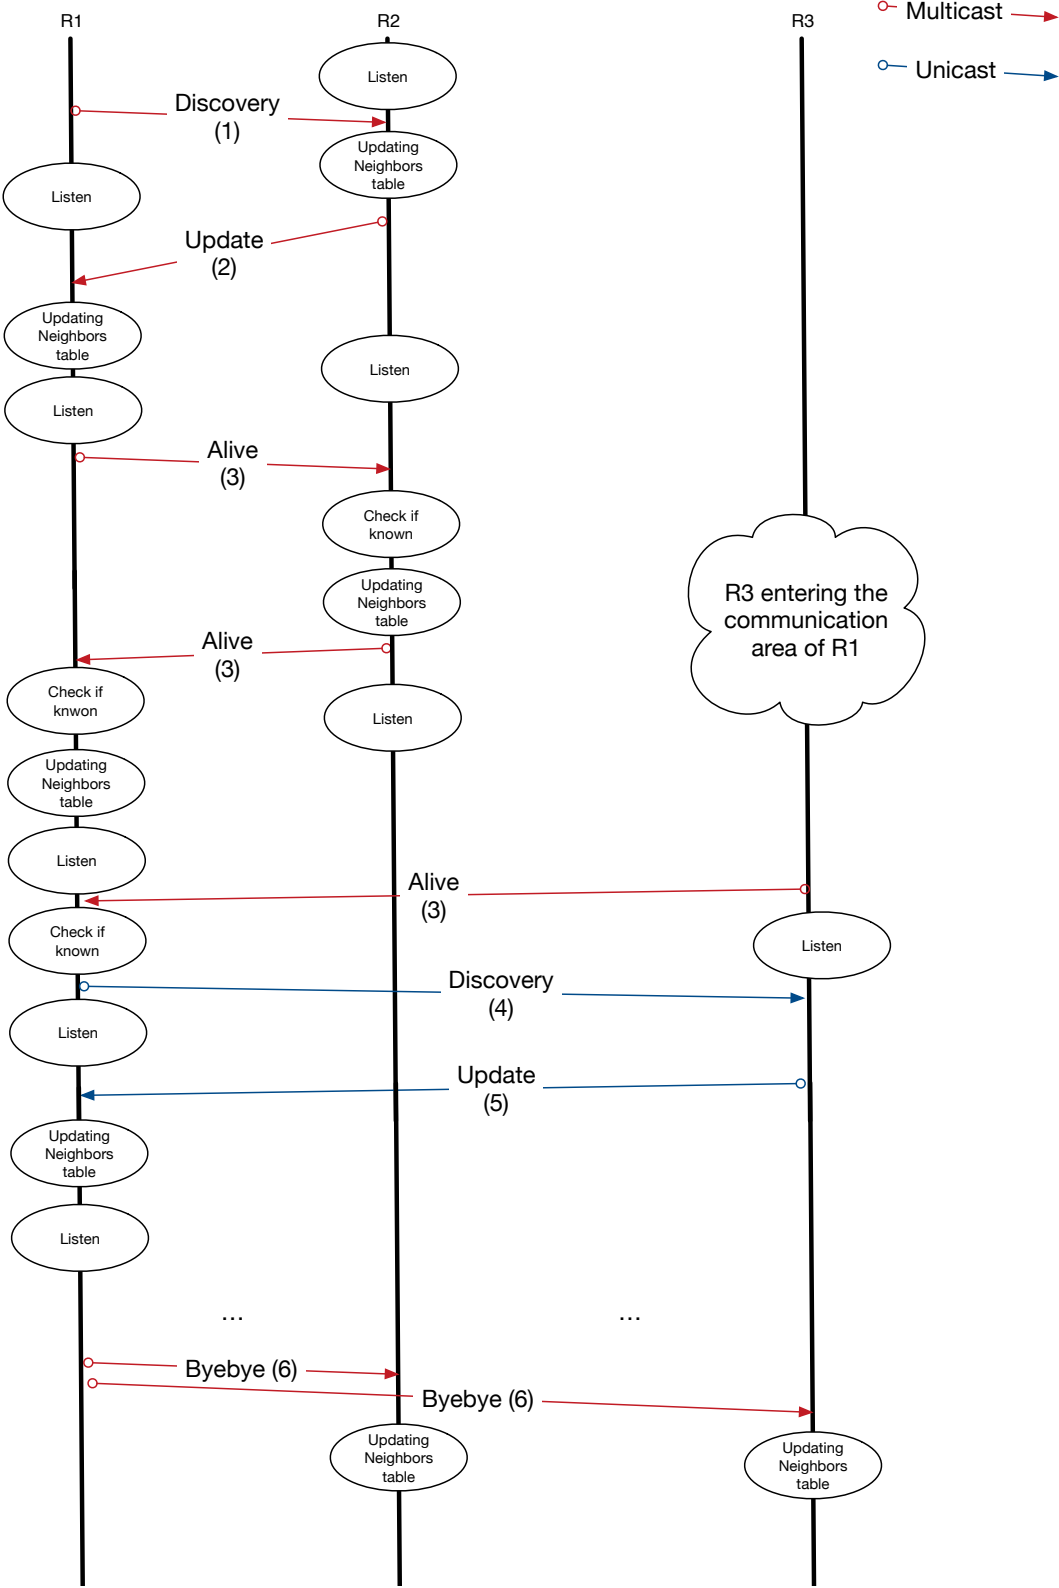 R1
R2
R3
Multicast
Unicast
Listen
Discovery
(1)
Updating
Neighbors
table
Listen
Update
(2)
Updating
Neighbors
table
Listen
Listen
Alive
(3)
Check if
known
Updating
Neighbors
table
R3 entering the
communication
area of R1
Alive
(3)
Check if
knwon
Listen
Updating
Neighbors
table
Listen
Alive
(3)
Check if
known
Listen
Discovery
(4)
Listen
Update
(5)
Updating
Neighbors
table
Listen
...
...
Byebye (6)
Byebye (6)
Updating
Neighbors
table
Updating
Neighbors
table